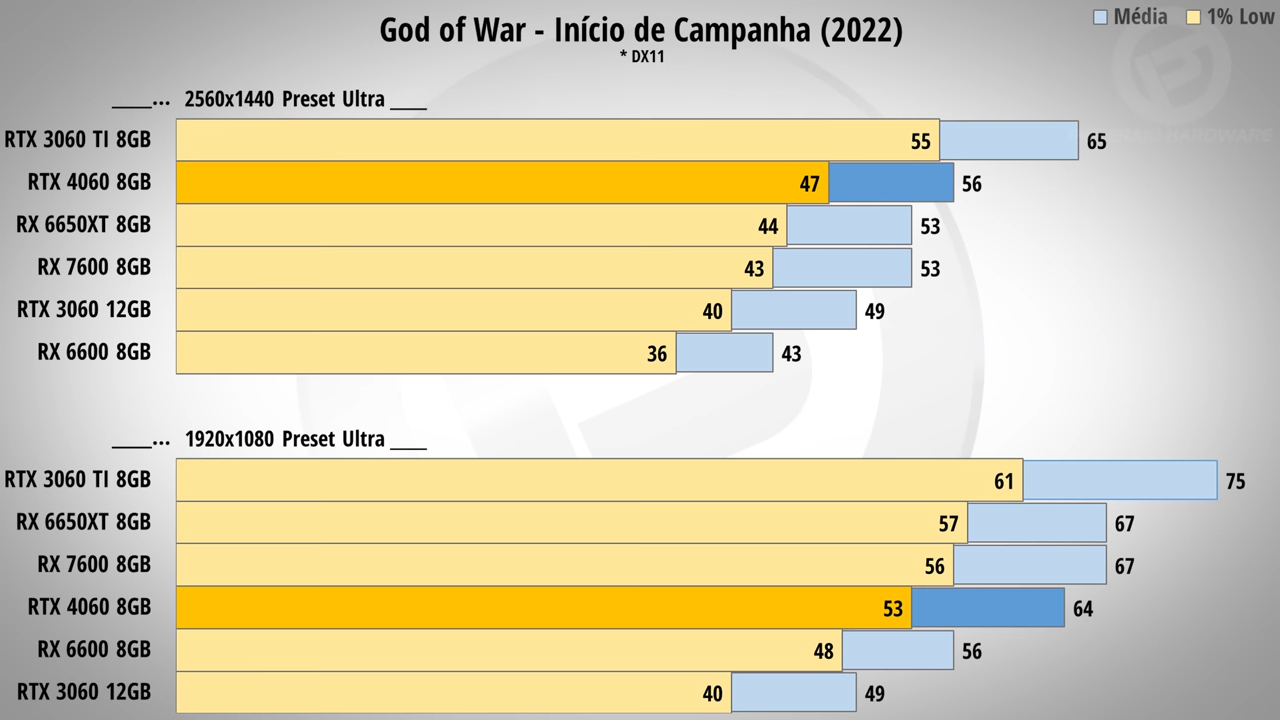 God of War - Início de Campanha (2022)
* DX11
Média 1% Low
____... 2560x1440 Preset Ultra ____
RTX 3060 TI 8GB 55 65
RTX 4060 8GB 47 56
RX 6650XT 8GB 44 53
RX 7600 8GB 43 53
RTX 3060 12GB 40 49
RX 6600 8GB 36 43
____... 1920x1080 Preset Ultra ____
RTX 3060 TI 8GB 61 75
RX 6650XT 8GB 57 67
RX 7600 8GB 56 67
RTX 4060 8GB 53 64
RX 6600 8GB 48 56
RTX 3060 12GB 40 49